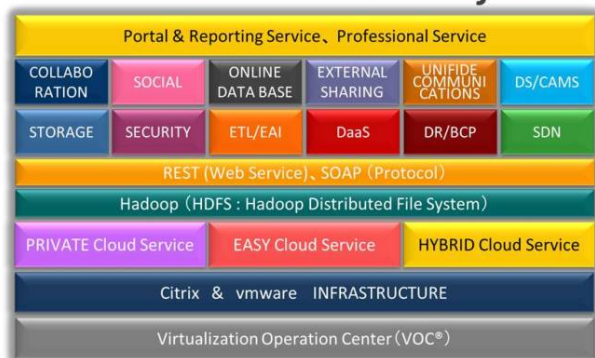 Portal & Reporting Service、Professional Service
COLLABO
RATION
SOCIAL
ONLINE
DATA BASE
EXTERNAL
SHARING
UNIFIDE
COMMUNI
CATIONS
DS/CAMS
STORAGE
SECURITY
ETL/EAI
DaaS
DR/BCP
SDN
REST (Web Service)、SOAP (Protocol)
Hadoop (HDFS : Hadoop Distributed File System)
PRIVATE Cloud Service
EASY Cloud Service
HYBRID Cloud Service
Citrix & vmware INFRASTRUCTURE
Virtualization Operation Center (VOC®)